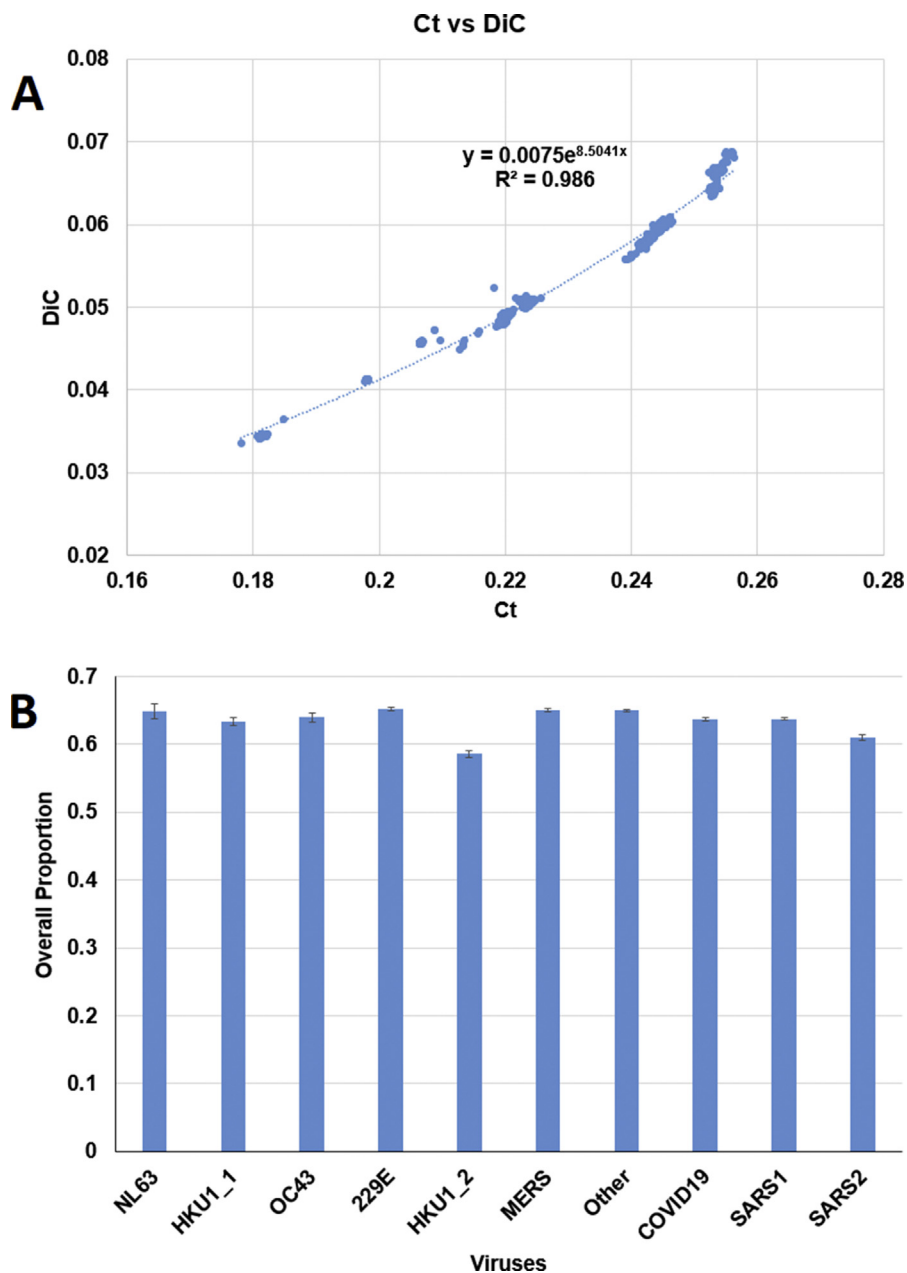 Ct vs DiC
A
0.08
0.07
0.06
0.05
0.04
0.03
0.02
DiC
y = 0.0075e^8.5041x
R² = 0.986
0.16 0.18 0.2 0.22 0.24 0.26 0.28
Ct
B
0.7
0.6
0.5
0.4
0.3
0.2
0.1
0
Overall Proportion
NL63 HKU1_1 OC43 229E HKU1_2 MERS Other COVID19 SARS1 SARS2
Viruses